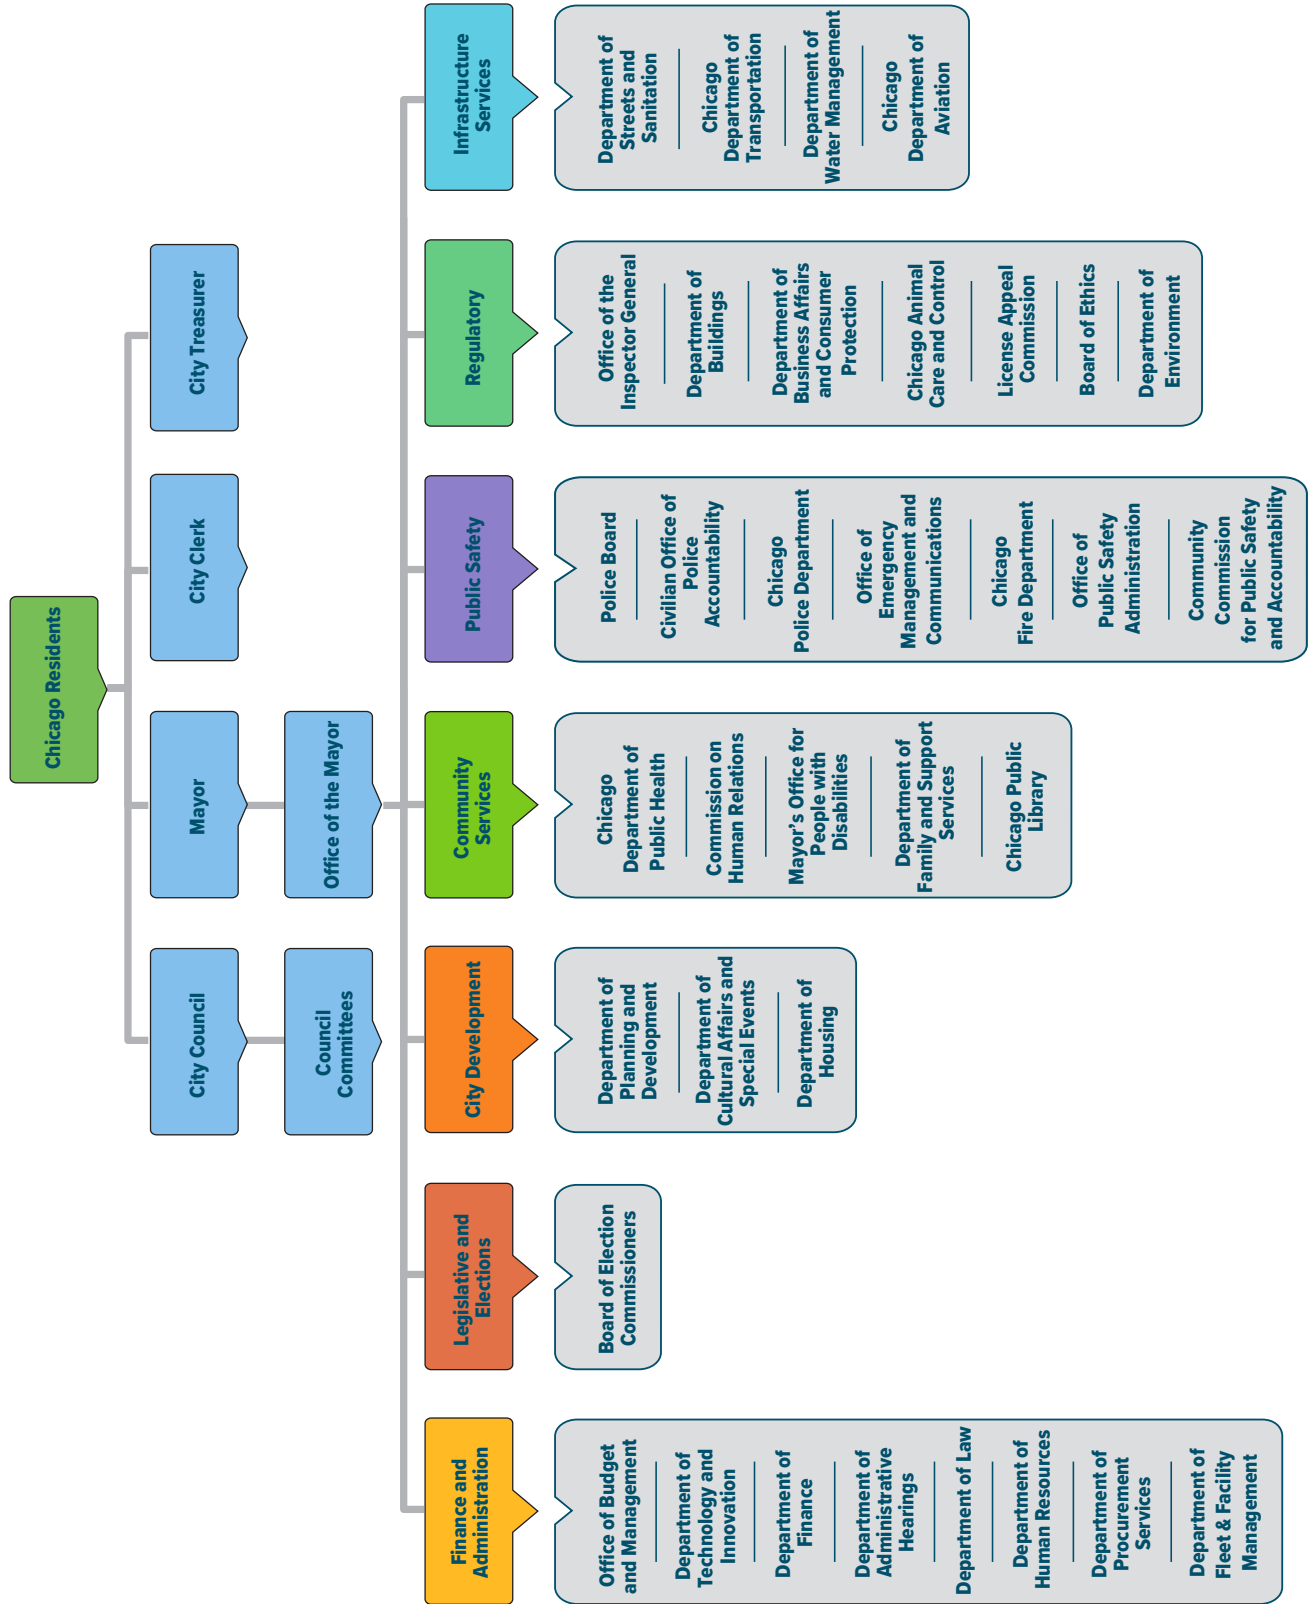 Chicago Residents
City Council
Mayor
City Clerk
City Treasurer
Council
Committees
Office of the Mayor
Finance and
Administration
Office of Budget
and Management
Department of
Technology and
Innovation
Department of
Finance
Department of
Administrative
Hearings
Department of Law
Department of
Human Resources
Department of
Procurement
Services
Department of
Fleet & Facility
Management
Legislative and
Elections
Board of Election
Commissioners
City Development
Department of
Planning and
Development
Department of
Cultural Affairs and
Special Events
Department of
Housing
Community
Services
Chicago
Department of
Public Health
Commission on
Human Relations
Mayor's Office for
People with
Disabilities
Department of
Family and Support
Services
Chicago Public
Library
Public Safety
Police Board
Civilian Office of
Police
Accountability
Chicago
Police Department
Office of
Emergency
Management and
Communications
Chicago
Fire Department
Office of
Public Safety
Administration
Community
Commission
for Public Safety
and Accountability
Regulatory
Office of the
Inspector General
Department of
Buildings
Department of
Business Affairs
and Consumer
Protection
Chicago Animal
Care and Control
License Appeal
Commission
Board of Ethics
Department of
Environment
Infrastructure
Services
Department of
Streets and
Sanitation
Chicago
Department of
Transportation
Department of
Water Management
Chicago
Department of
Aviation